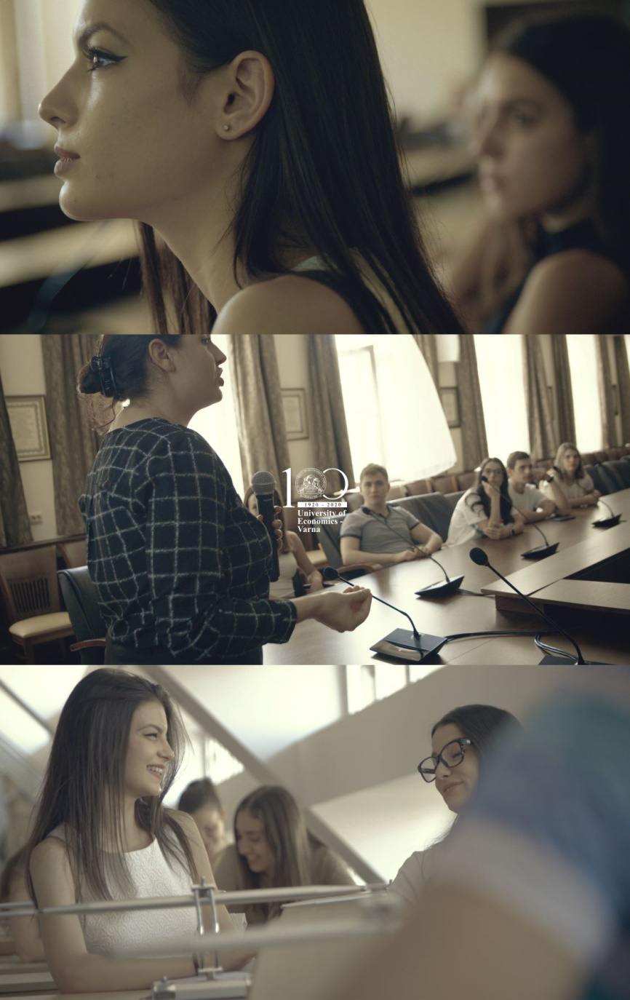 100
1920 - 2020
University of
Economics -
Varna